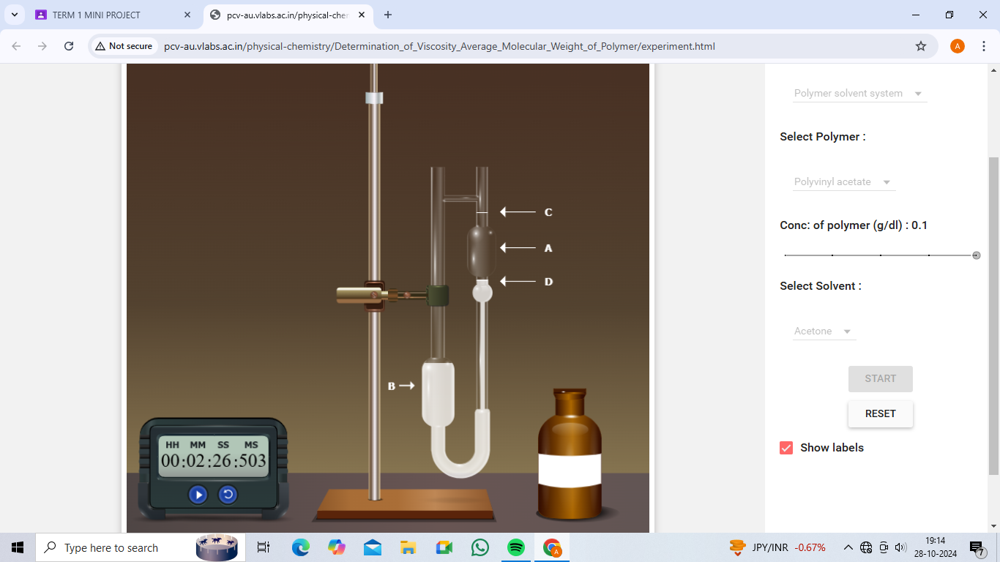 TERM 1 MINI PROJECT
pcv-au.vlabs.ac.in/physical-che
Not secure
pcv-au.vlabs.ac.in/physical-chemistry/Determination_of_Viscosity_Average_Molecular_Weight_of_Polymer/experiment.html
A
Polymer solvent system
Select Polymer :
Polyvinyl acetate
Conc: of polymer (g/dl) : 0.1
Select Solvent :
Acetone
START
RESET
Show labels
C
A
D
B
HH MM SS MS
00:02:26:503
Type here to search
A
JPY/INR -0.67%
19:14
28-10-2024
7